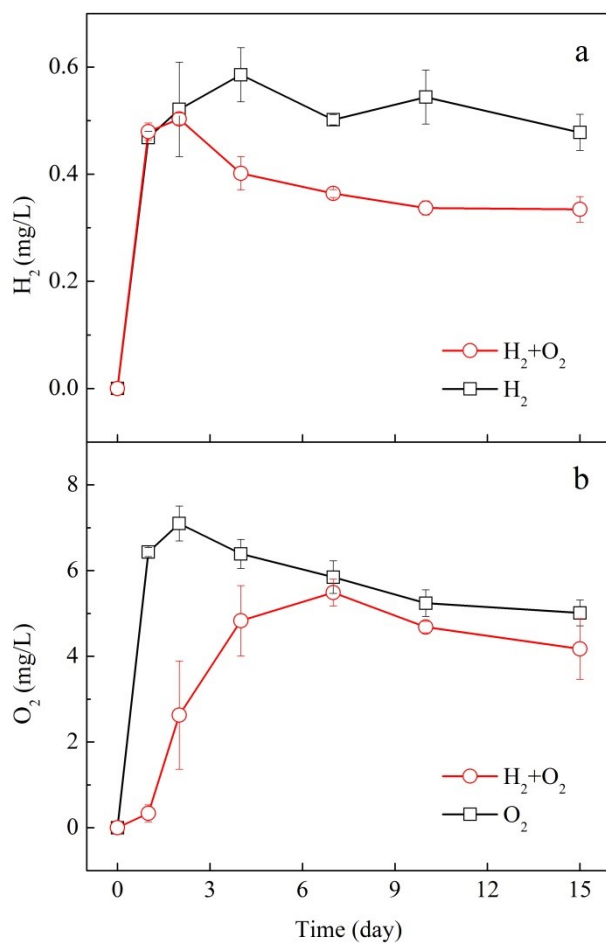 a
H₂ (mg/L)
0.6
0.4
0.2
0.0
H₂+O₂
H₂
b
O₂ (mg/L)
8
6
4
2
0
H₂+O₂
O₂
0 3 6 9 12 15
Time (day)